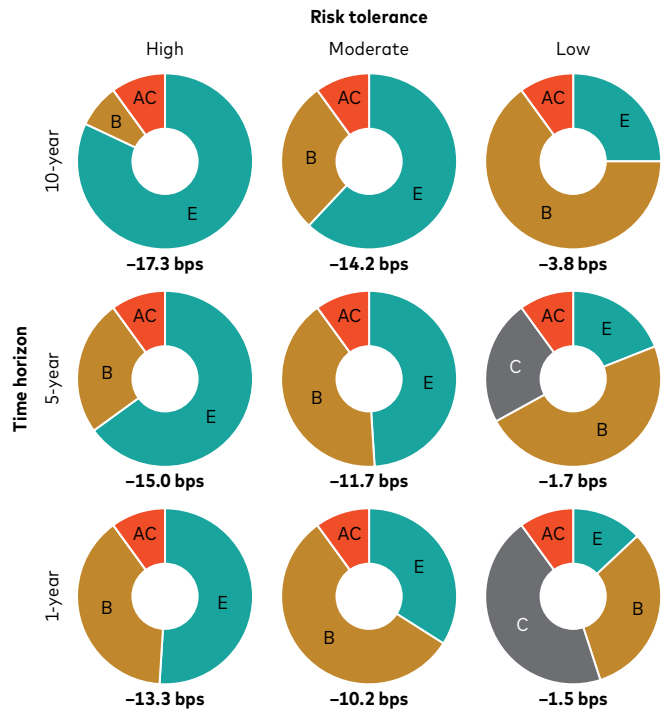 Risk tolerance
High Moderate Low
Time horizon
10-year
AC B E
AC B E
AC E B
–17.3 bps –14.2 bps –3.8 bps
5-year
AC B E
AC B E
AC E C B
–15.0 bps –11.7 bps –1.7 bps
1-year
AC B E
AC E B
AC E B C
–13.3 bps –10.2 bps –1.5 bps